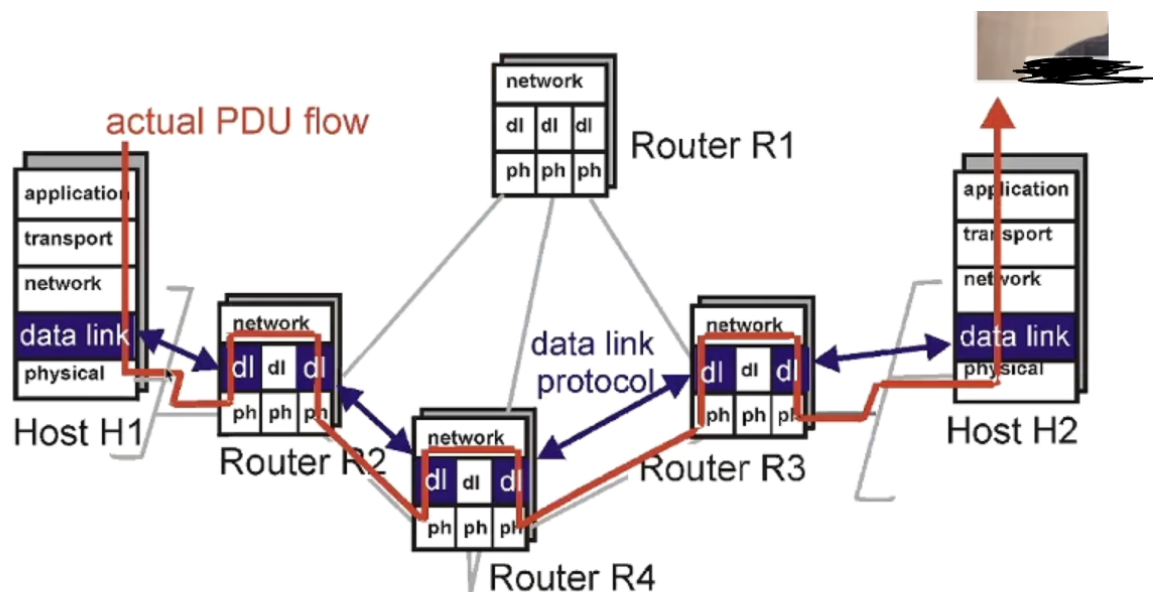 actual PDU flow
application
transport
network
data link
physical
Host H1
network
dl dl dl
ph ph ph
Router R1
network
dl dl dl
ph ph ph
Router R2
network
dl dl dl
ph ph ph
Router R4
data link
protocol
network
dl dl dl
ph ph ph
Router R3
application
transport
network
data link
physical
Host H2